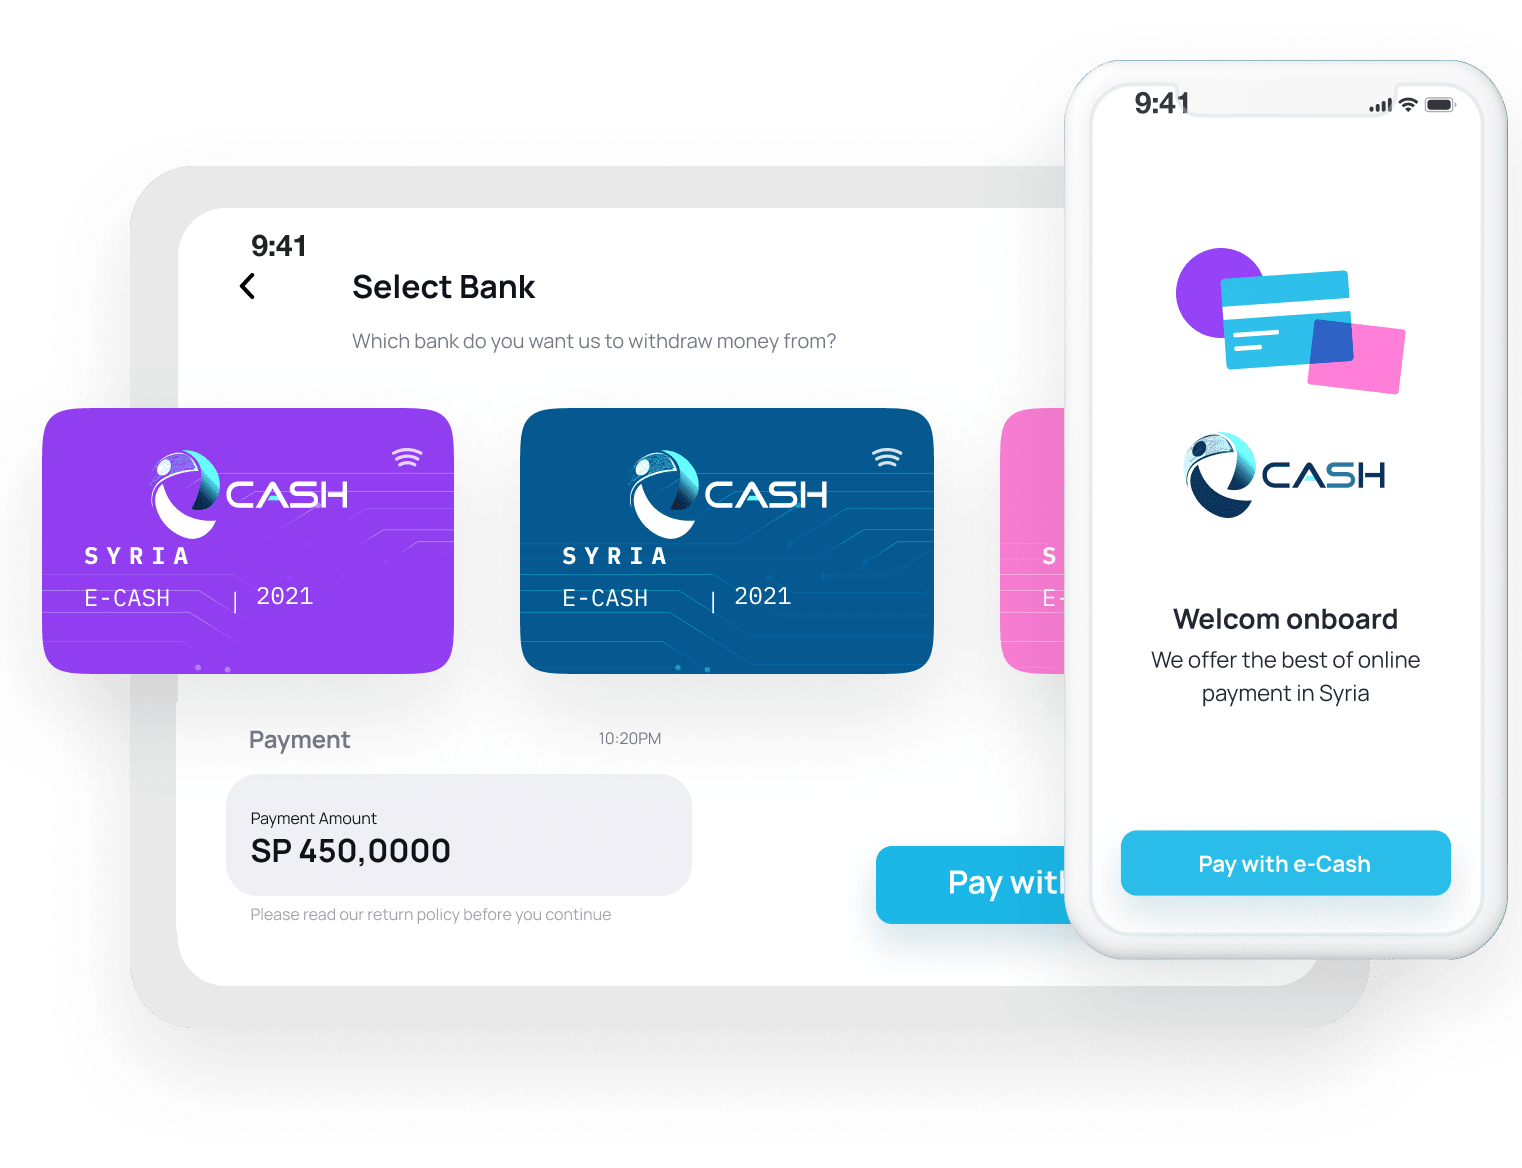 9:41
Select Bank
Which bank do you want us to withdraw money from?
CASH
SYRIA
E-CASH | 2021
CASH
SYRIA
E-CASH | 2021
S
E-
Payment 10:20PM
Payment Amount
SP 450,0000
Please read our return policy before you continue
Pay with
9:41
CASH
Welcom onboard
We offer the best of online
payment in Syria
Pay with e-Cash